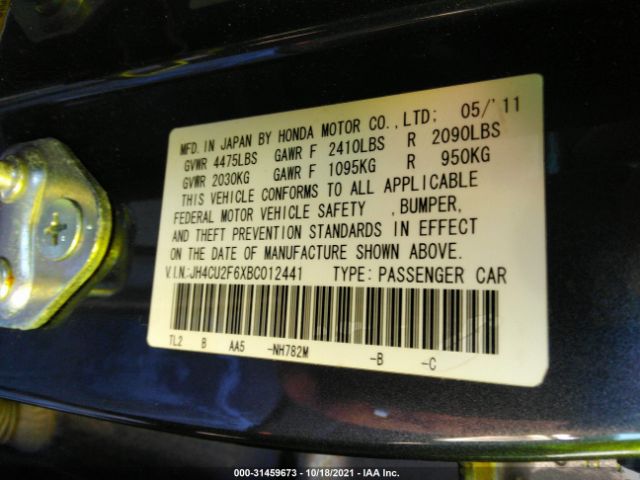 MFD. IN JAPAN BY HONDA MOTOR CO., LTD; 05/'11
GVWR 4475LBS GAWR F 2410LBS R 2090LBS
GVWR 2030KG GAWR F 1095KG R 950KG
THIS VEHICLE CONFORMS TO ALL APPLICABLE
FEDERAL MOTOR VEHICLE SAFETY , BUMPER,
AND THEFT PREVENTION STANDARDS IN EFFECT
ON THE DATE OF MANUFACTURE SHOWN ABOVE.
V.I.N.:JH4CU2F6XBC012441 TYPE: PASSENGER CAR
TL2 B AA5 -NH782M -B -C
000-31459673 - 10/18/2021 - IAA Inc.